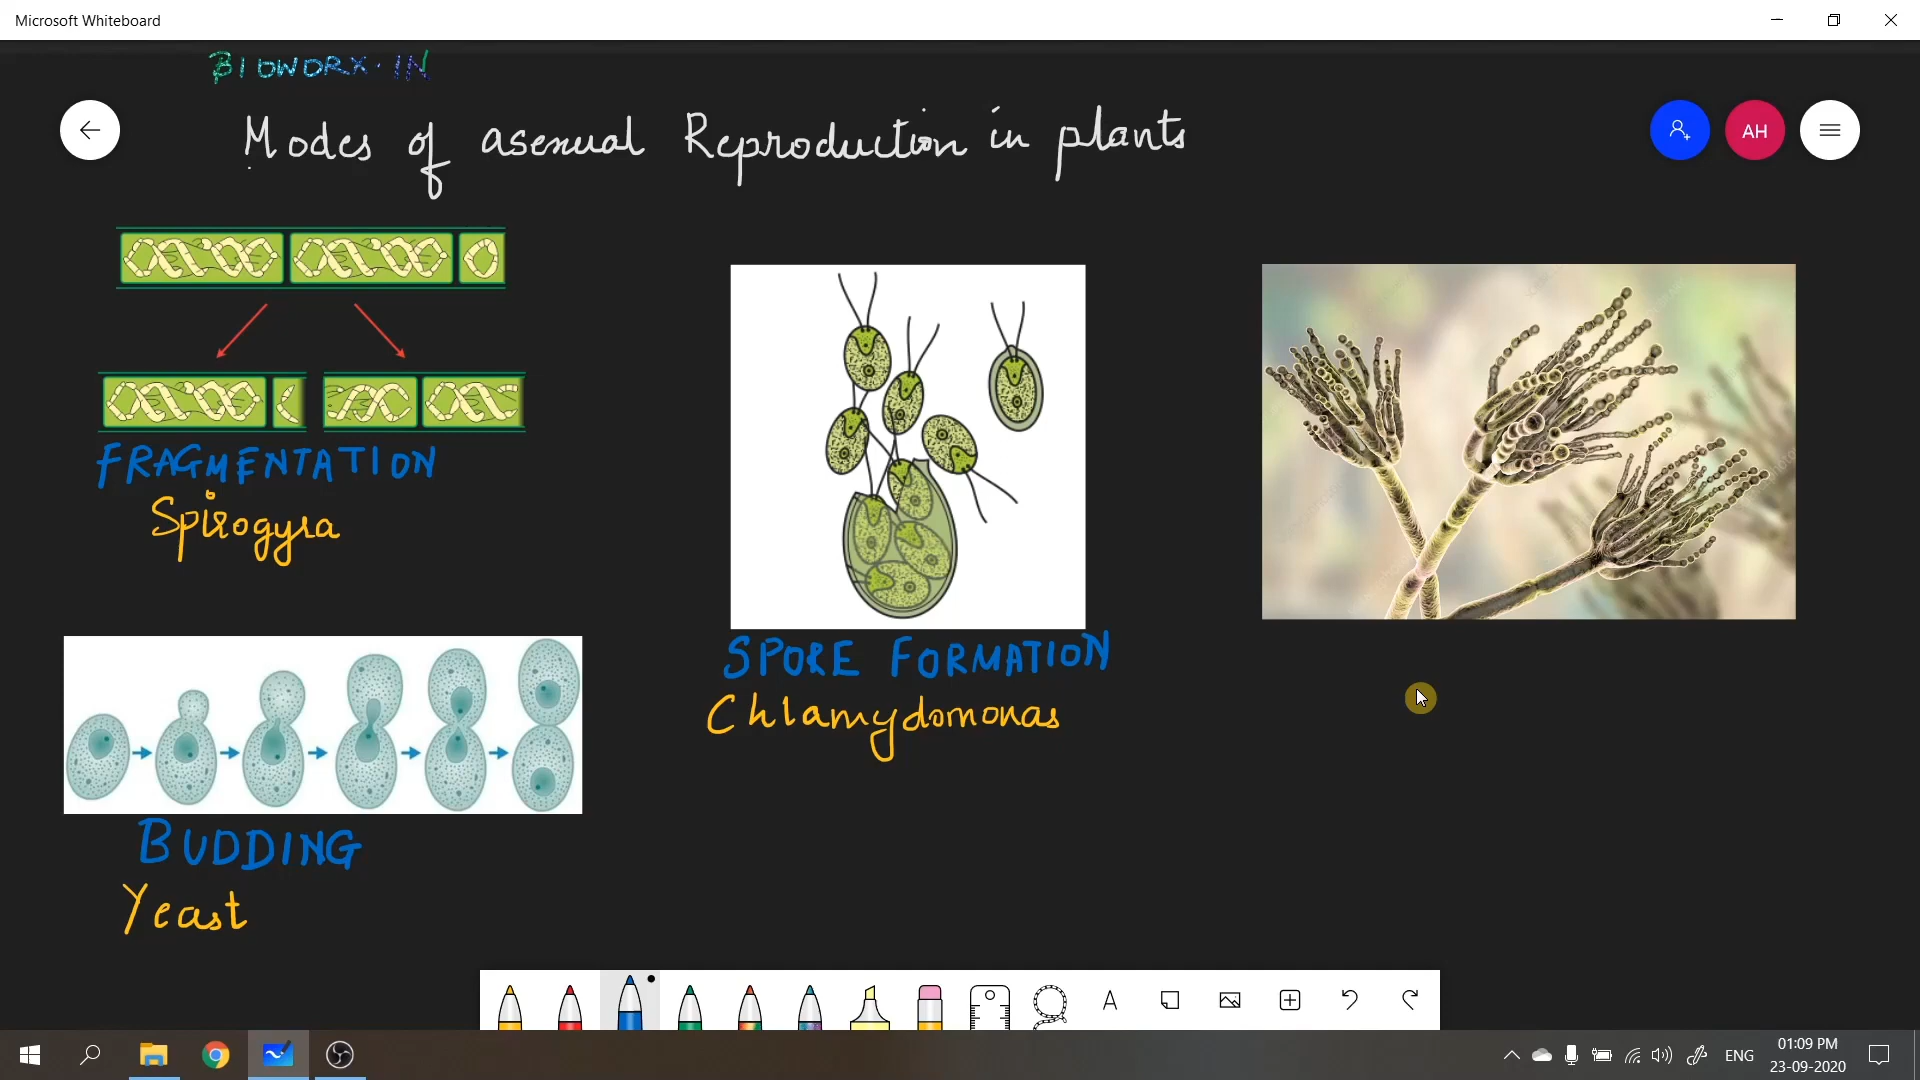 Microsoft Whiteboard
BIOWORX.IN
Modes of asexual Reproduction in plants
AH
FRAGMENTATION
Spirogyra
SPORE FORMATION
Chlamydomonas
BUDDING
Yeast
A
ENG
01:09 PM
23-09-2020